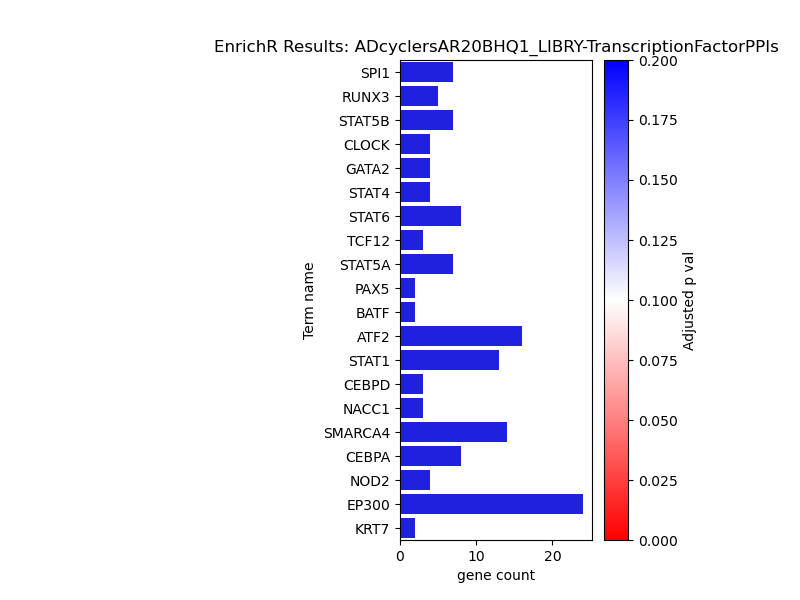 EnrichR Results: ADcyclersAR20BHQ1_LIBRY-TranscriptionFactorPPIs
Term name
SPI1
RUNX3
STAT5B
CLOCK
GATA2
STAT4
STAT6
TCF12
STAT5A
PAX5
BATF
ATF2
STAT1
CEBPD
NACC1
SMARCA4
CEBPA
NOD2
EP300
KRT7
0 10 20
gene count
0.200
0.175
0.150
0.125
0.100
0.075
0.050
0.025
0.000
Adjusted p val